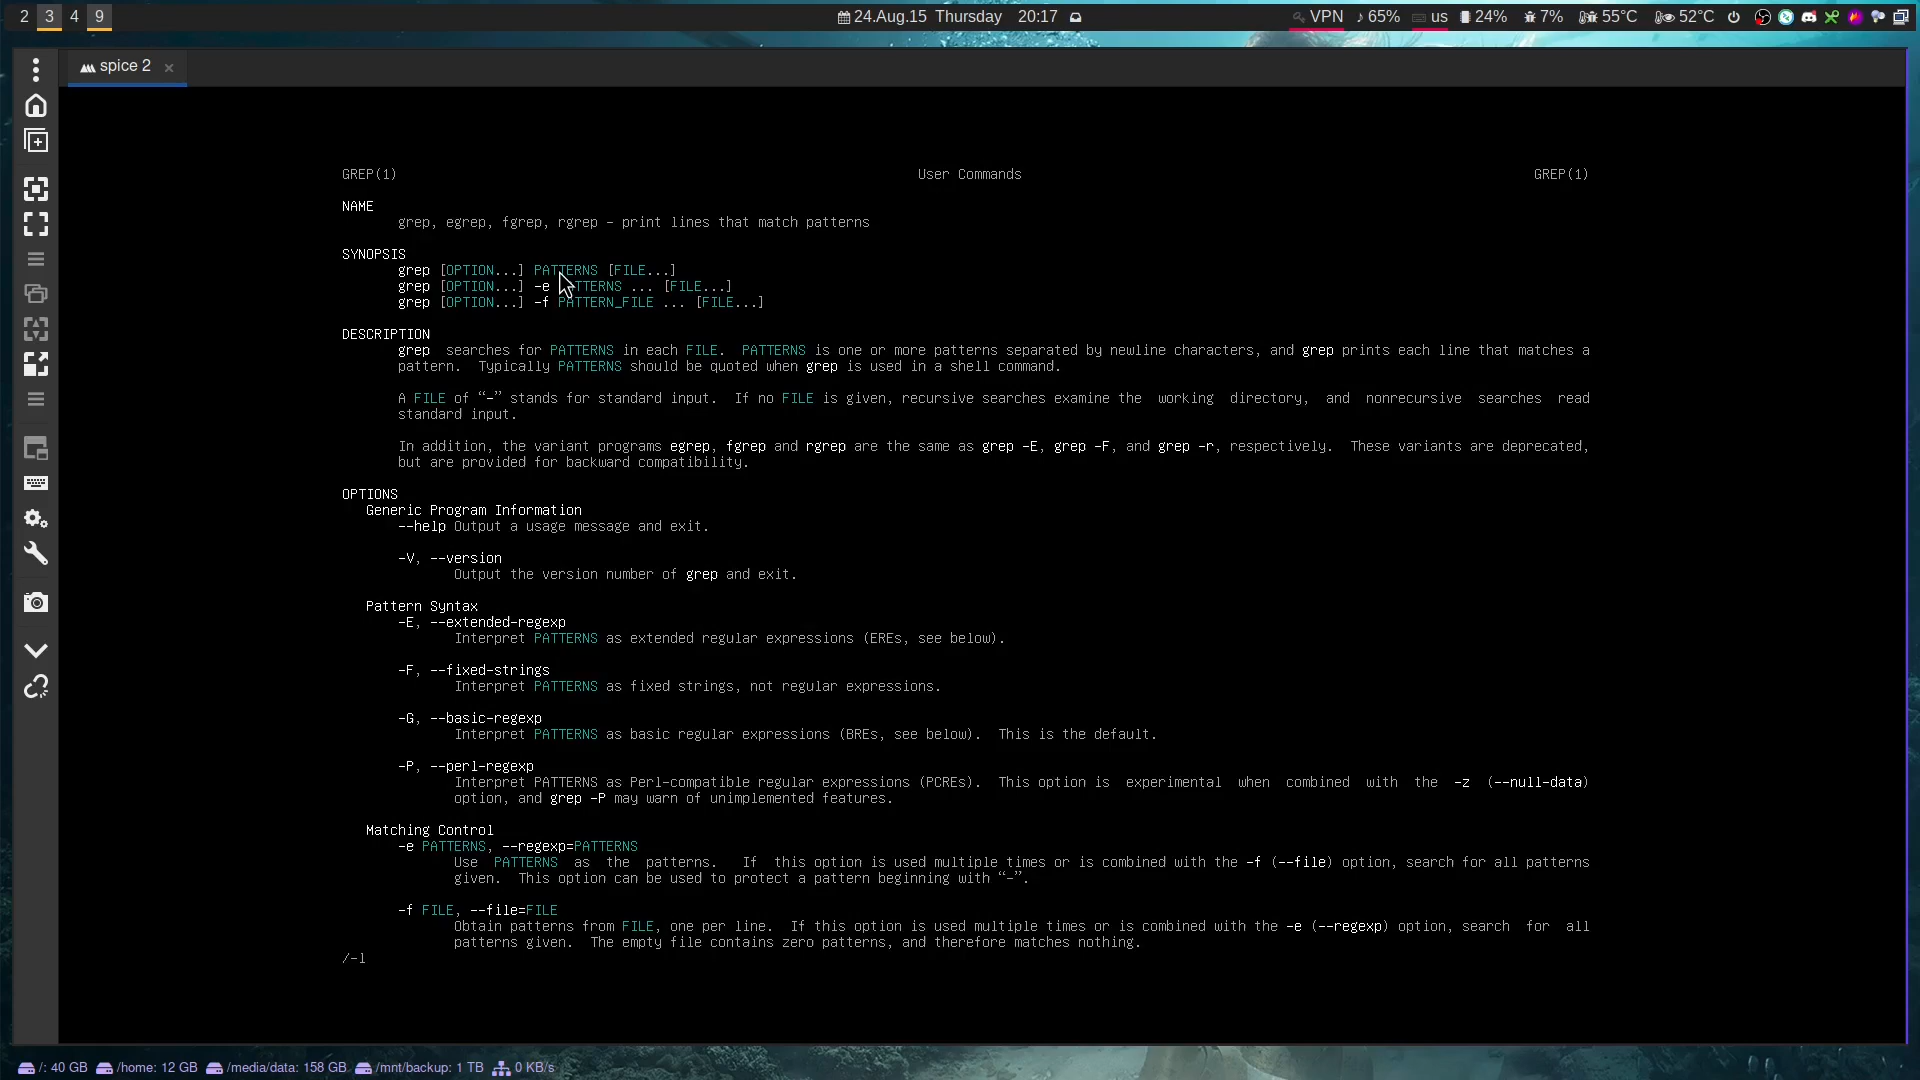 2 3 4 9
24.Aug.15 Thursday 20:17
VPN 65% us 24% 7% 55°C 52°C
spice 2 ×
GREP(1) User Commands GREP(1)
NAME
grep, egrep, fgrep, rgrep - print lines that match patterns
SYNOPSIS
grep [OPTION...] PATTERNS [FILE...]
grep [OPTION...] -e PATTERNS ... [FILE...]
grep [OPTION...] -f PATTERN_FILE ... [FILE...]
DESCRIPTION
grep searches for PATTERNS in each FILE. PATTERNS is one or more patterns separated by newline characters, and grep prints each line that matches a
pattern. Typically PATTERNS should be quoted when grep is used in a shell command.
A FILE of “-” stands for standard input. If no FILE is given, recursive searches examine the working directory, and nonrecursive searches read
standard input.
In addition, the variant programs egrep, fgrep and rgrep are the same as grep -E, grep -F, and grep -r, respectively. These variants are deprecated,
but are provided for backward compatibility.
OPTIONS
Generic Program Information
--help Output a usage message and exit.
-V, --version
Output the version number of grep and exit.
Pattern Syntax
-E, --extended-regexp
Interpret PATTERNS as extended regular expressions (EREs, see below).
-F, --fixed-strings
Interpret PATTERNS as fixed strings, not regular expressions.
-G, --basic-regexp
Interpret PATTERNS as basic regular expressions (BREs, see below). This is the default.
-P, --perl-regexp
Interpret PATTERNS as Perl-compatible regular expressions (PCREs). This option is experimental when combined with the -z (--null-data)
option, and grep -P may warn of unimplemented features.
Matching Control
-e PATTERNS, --regexp=PATTERNS
Use PATTERNS as the patterns. If this option is used multiple times or is combined with the -f (--file) option, search for all patterns
given. This option can be used to protect a pattern beginning with “-”.
-f FILE, --file=FILE
Obtain patterns from FILE, one per line. If this option is used multiple times or is combined with the -e (--regexp) option, search for all
patterns given. The empty file contains zero patterns, and therefore matches nothing.
/-l
/: 40 GB /home: 12 GB /media/data: 158 GB /mnt/backup: 1 TB 0 KB/s